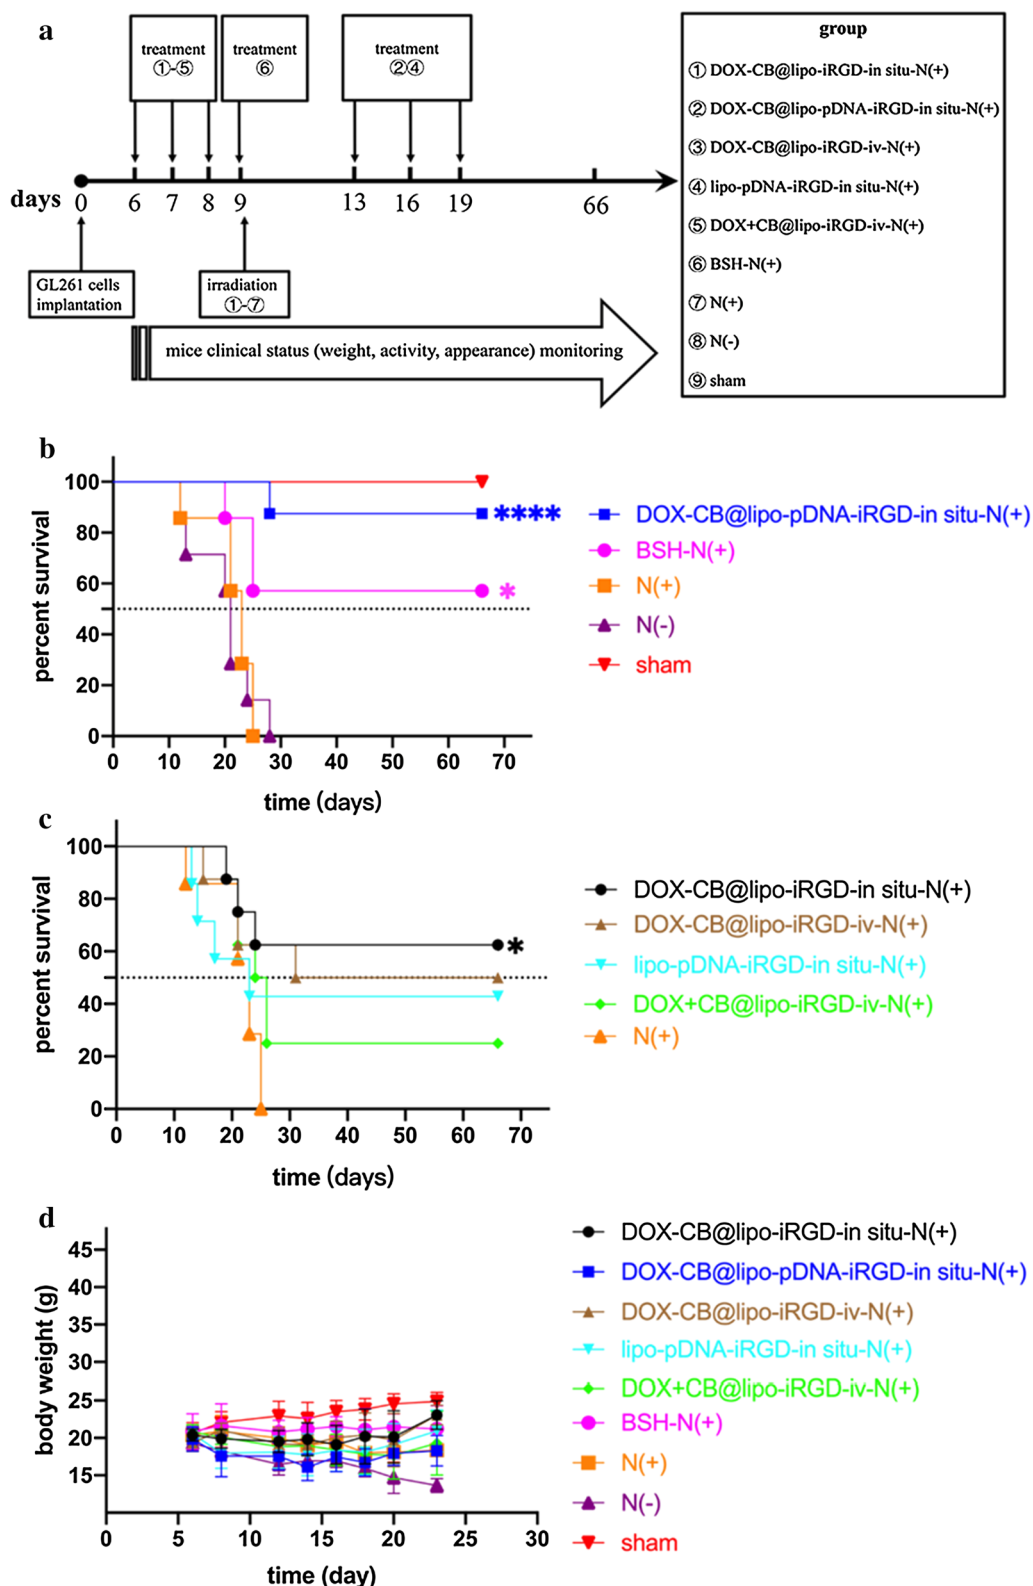 a
treatment
①-⑤
treatment
⑥
treatment
②④
days
0 6 7 8 9 13 16 19 66
GL261 cells
implantation
irradiation
①-⑦
mice clinical status (weight, activity, appearance) monitoring
group
① DOX-CB@lipo-iRGD-in situ-N(+)
② DOX-CB@lipo-pDNA-iRGD-in situ-N(+)
③ DOX-CB@lipo-iRGD-iv-N(+)
④ lipo-pDNA-iRGD-in situ-N(+)
⑤ DOX+CB@lipo-iRGD-iv-N(+)
⑥ BSH-N(+)
⑦ N(+)
⑧ N(-)
⑨ sham
b
percent survival
100
80
60
40
20
0
0 10 20 30 40 50 60 70
time (days)
****
*
DOX-CB@lipo-pDNA-iRGD-in situ-N(+)
BSH-N(+)
N(+)
N(-)
sham
c
percent survival
100
80
60
40
20
0
0 10 20 30 40 50 60 70
time (days)
*
DOX-CB@lipo-iRGD-in situ-N(+)
DOX-CB@lipo-iRGD-iv-N(+)
lipo-pDNA-iRGD-in situ-N(+)
DOX+CB@lipo-iRGD-iv-N(+)
N(+)
d
body weight (g)
45
40
35
30
25
20
15
0 5 10 15 20 25 30
time (day)
DOX-CB@lipo-iRGD-in situ-N(+)
DOX-CB@lipo-pDNA-iRGD-in situ-N(+)
DOX-CB@lipo-iRGD-iv-N(+)
lipo-pDNA-iRGD-in situ-N(+)
DOX+CB@lipo-iRGD-iv-N(+)
BSH-N(+)
N(+)
N(-)
sham